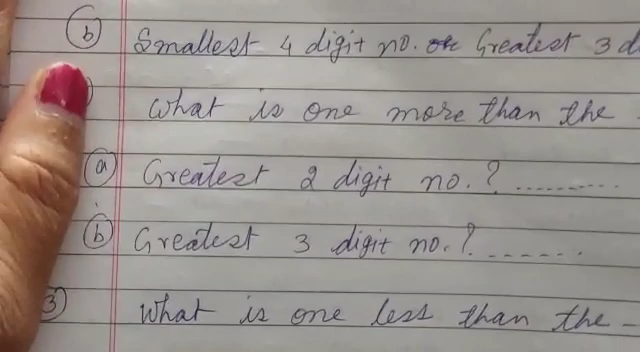 (b) Smallest 4 digit no. or Greatest 3 d
What is one more than the -
(a) Greatest 2 digit no.? ..........
(b) Greatest 3 digit no.? .......
3) What is one less than the -